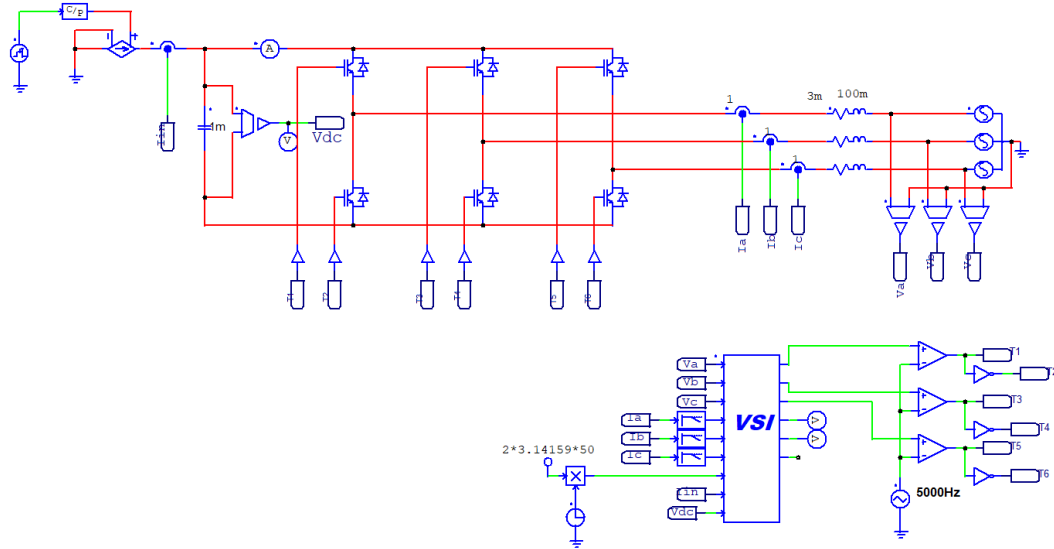 C/P
A
1m
V
Vdc
Iin
T1
T2
T3
T4
T5
T6
1
1
1
3m
100m
S
S
S
Ia
Ib
Ic
Va
Vb
Vc
Va
Vb
Vc
Ia
Ib
Ic
2*3.14159*50
Iin
Vdc
VSI
V
V
T1
T2
T3
T4
T5
T6
5000Hz